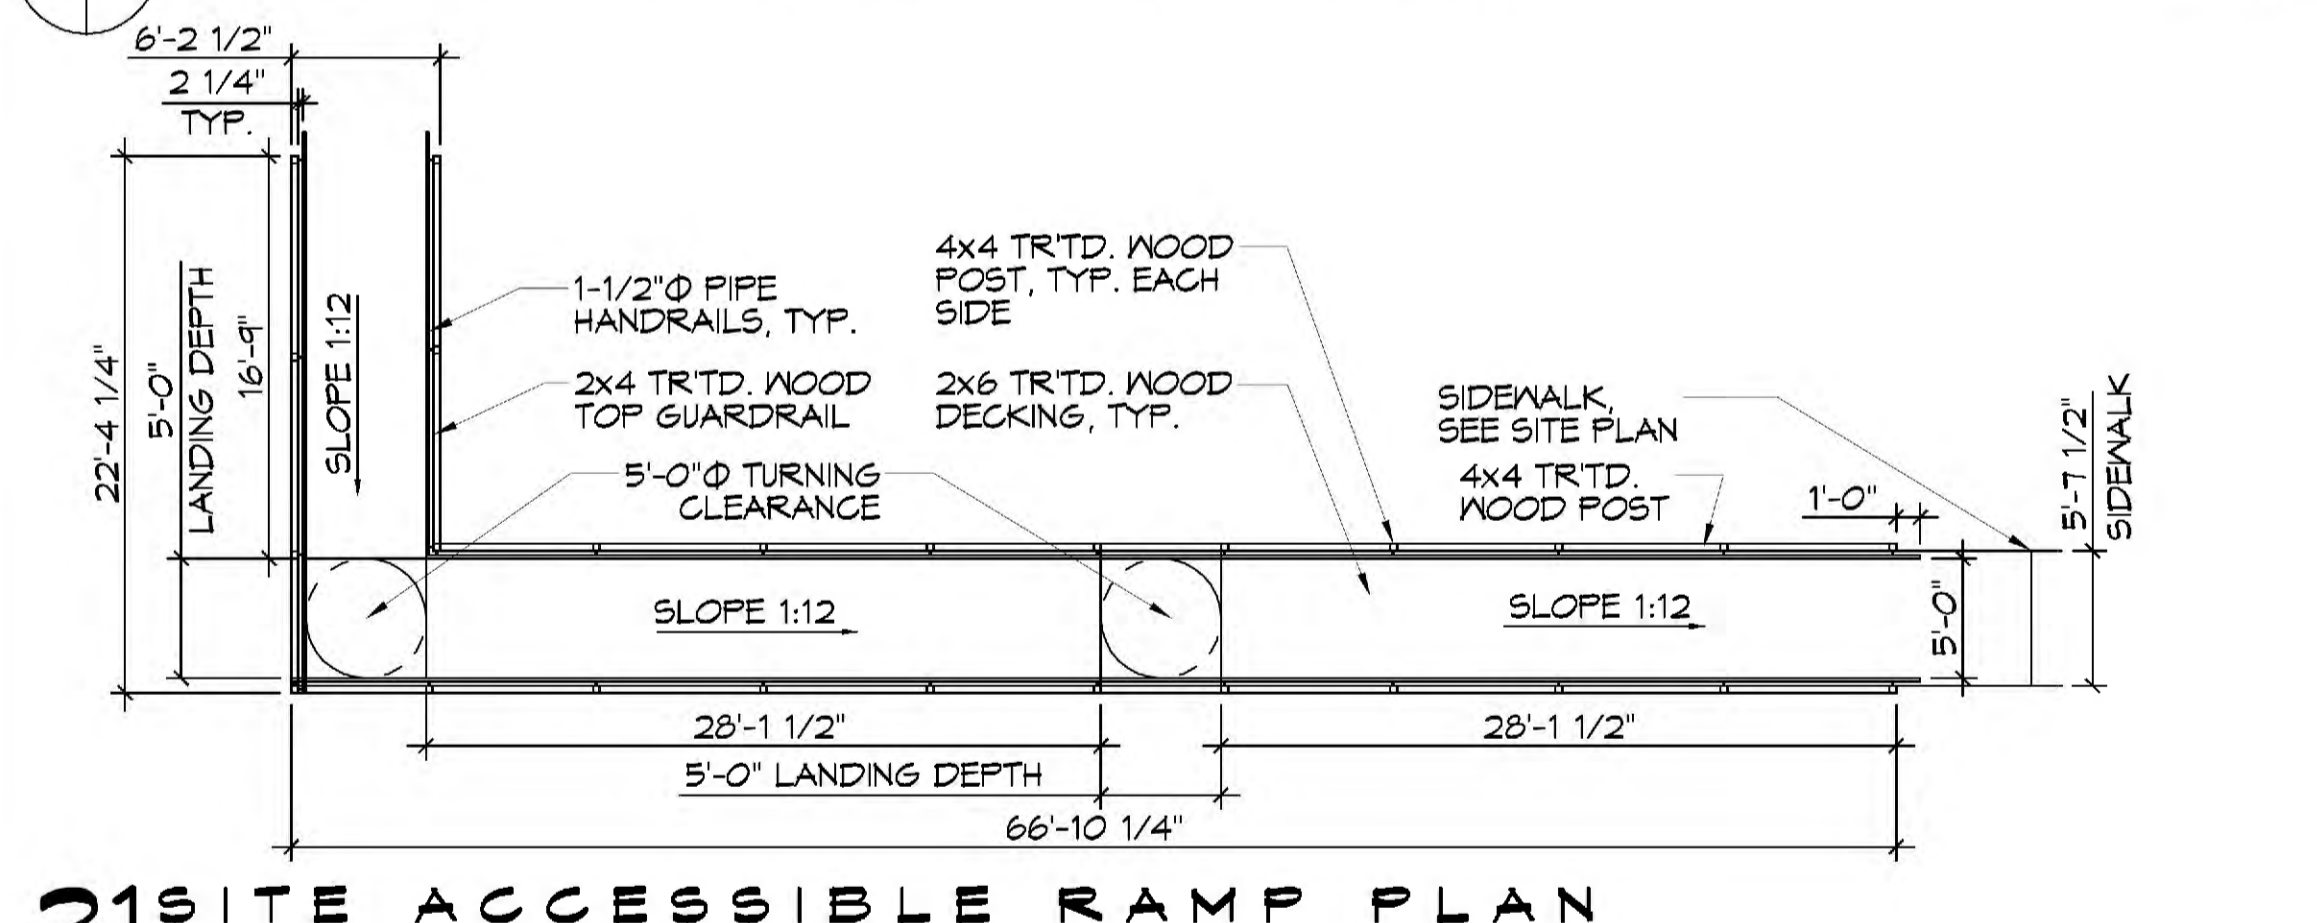 6'-2 1/2"
2 1/4"
TYP.
22'-4 1/4"
5'-0"
LANDING DEPTH
16'-9"
SLOPE 1:12
1-1/2"Φ PIPE
HANDRAILS, TYP.
2x4 TR'TD. WOOD
TOP GUARDRAIL
5'-0"Φ TURNING
CLEARANCE
4x4 TR'TD. WOOD
POST, TYP. EACH
SIDE
2x6 TR'TD. WOOD
DECKING, TYP.
SIDEWALK,
SEE SITE PLAN
4x4 TR'TD.
WOOD POST
1'-0"
5'-7 1/2"
SIDEWALK
SLOPE 1:12
SLOPE 1:12
5'-0"
28'-1 1/2"
28'-1 1/2"
5'-0" LANDING DEPTH
66'-10 1/4"
SITE ACCESSIBLE RAMP PLAN